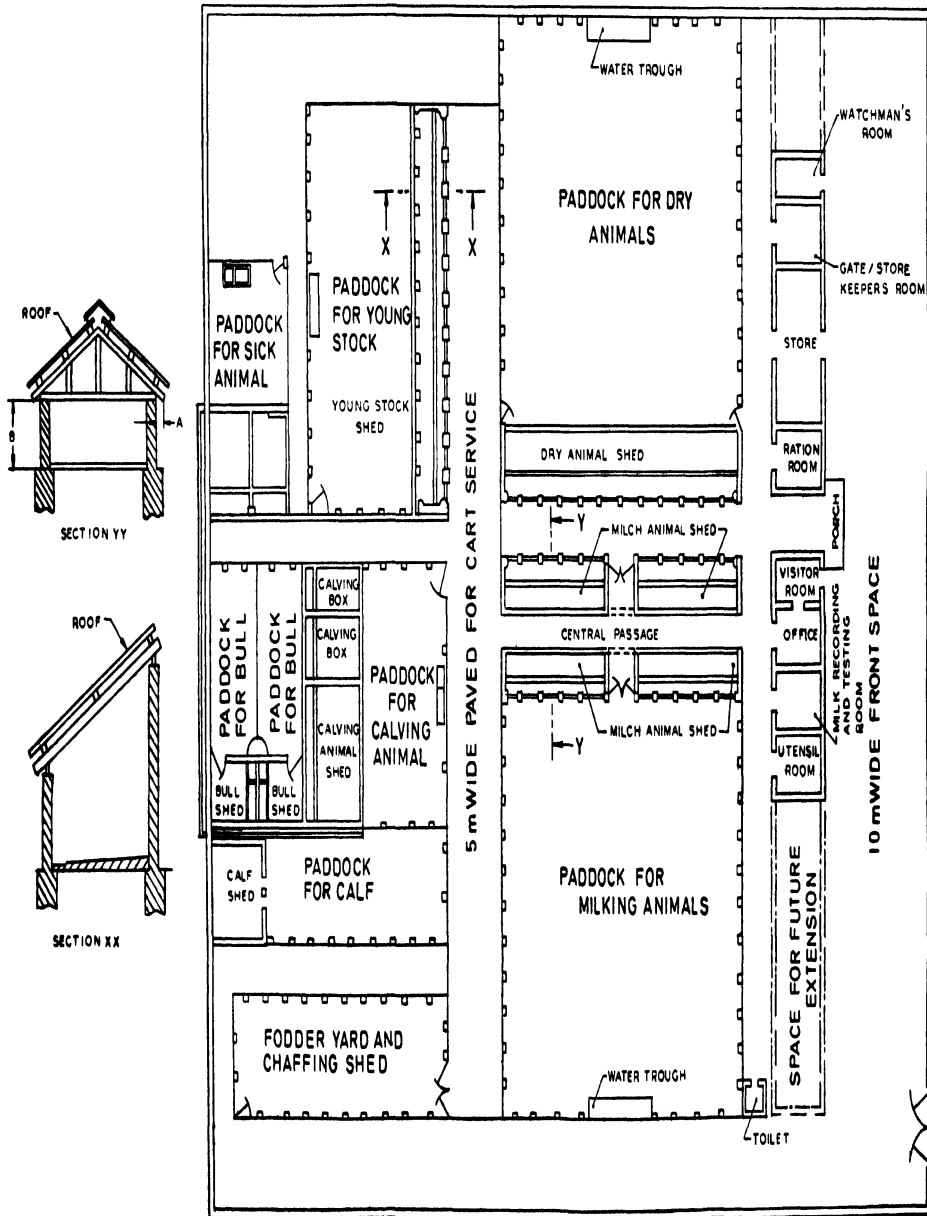 WATER TROUGH
WATCHMAN'S
ROOM
PADDOCK FOR DRY
ANIMALS
X
X
GATE/STORE
KEEPERS ROOM
PADDOCK
FOR YOUNG
STOCK
PADDOCK
FOR SICK
ANIMAL
STORE
ROOF
A
B
SECTION YY
YOUNG STOCK
SHED
DRY ANIMAL SHED
RATION
ROOM
PORCH
5 m WIDE PAVED FOR CART SERVICE
Y
MILCH ANIMAL SHED
VISITOR
ROOM
CALVING
BOX
CALVING
BOX
CENTRAL PASSAGE
OFFICE
PADDOCK
FOR BULL
PADDOCK
FOR BULL
PADDOCK
FOR
CALVING
ANIMAL
CALVING
ANIMAL
SHED
MILK RECORDING
AND TESTING
ROOM
10 m WIDE FRONT SPACE
Y
MILCH ANIMAL SHED
UTENSIL
ROOM
BULL
SHED
BULL
SHED
ROOF
SECTION XX
CALF
SHED
PADDOCK
FOR CALF
PADDOCK FOR
MILKING ANIMALS
SPACE FOR FUTURE
EXTENSION
FODDER YARD AND
CHAFFING SHED
WATER TROUGH
TOILET